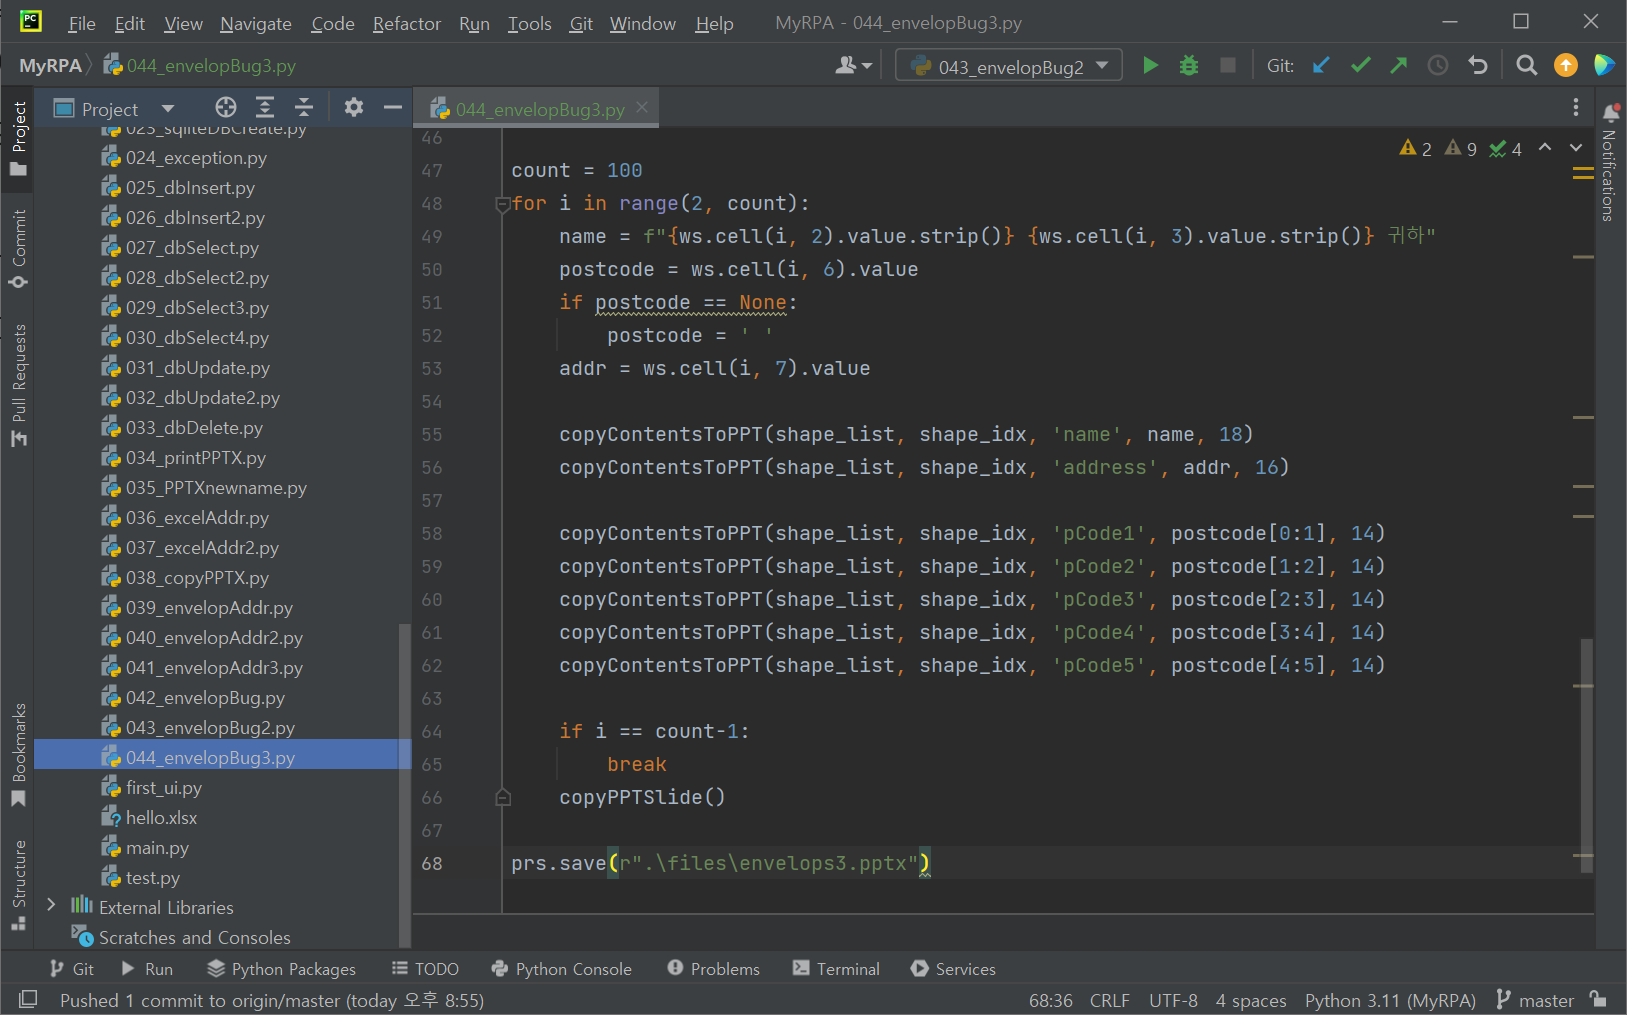 PC
File Edit View Navigate Code Refactor Run Tools Git Window Help MyRPA - 044_envelopBug3.py
MyRPA 044_envelopBug3.py 043_envelopBug2 Git:
Project
044_envelopBug3.py
2 9 4
Project
Commit
Pull Requests
Bookmarks
Structure
Notifications
023_sqliteDBCreate.py
024_exception.py
025_dbInsert.py
026_dbInsert2.py
027_dbSelect.py
028_dbSelect2.py
029_dbSelect3.py
030_dbSelect4.py
031_dbUpdate.py
032_dbUpdate2.py
033_dbDelete.py
034_printPPTX.py
035_PPTXnewname.py
036_excelAddr.py
037_excelAddr2.py
038_copyPPTX.py
039_envelopAddr.py
040_envelopAddr2.py
041_envelopAddr3.py
042_envelopBug.py
043_envelopBug2.py
044_envelopBug3.py
first_ui.py
hello.xlsx
main.py
test.py
External Libraries
Scratches and Consoles
46
47 count = 100
48 for i in range(2, count):
49 name = f"{ws.cell(i, 2).value.strip()} {ws.cell(i, 3).value.strip()} 귀하"
50 postcode = ws.cell(i, 6).value
51 if postcode == None:
52 postcode = ' '
53 addr = ws.cell(i, 7).value
54
55 copyContentsToPPT(shape_list, shape_idx, 'name', name, 18)
56 copyContentsToPPT(shape_list, shape_idx, 'address', addr, 16)
57
58 copyContentsToPPT(shape_list, shape_idx, 'pCode1', postcode[0:1], 14)
59 copyContentsToPPT(shape_list, shape_idx, 'pCode2', postcode[1:2], 14)
60 copyContentsToPPT(shape_list, shape_idx, 'pCode3', postcode[2:3], 14)
61 copyContentsToPPT(shape_list, shape_idx, 'pCode4', postcode[3:4], 14)
62 copyContentsToPPT(shape_list, shape_idx, 'pCode5', postcode[4:5], 14)
63
64 if i == count-1:
65 break
66 copyPPTSlide()
67
68 prs.save(r".\files\envelops3.pptx")
Git Run Python Packages TODO Python Console Problems Terminal Services
Pushed 1 commit to origin/master (today 오후 8:55) 68:36 CRLF UTF-8 4 spaces Python 3.11 (MyRPA) master